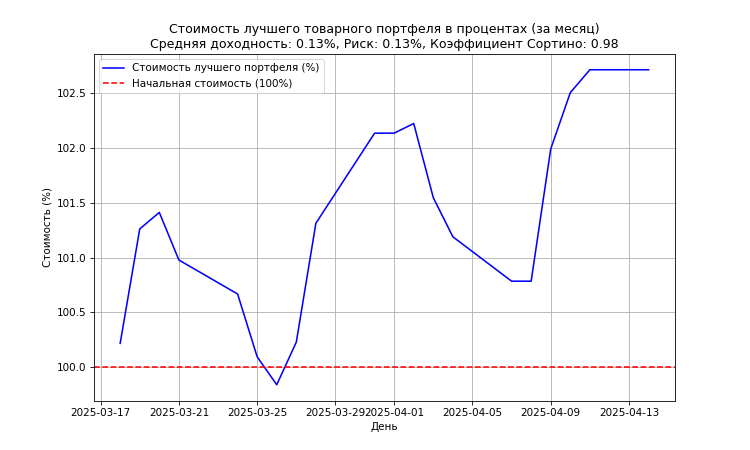 Стоимость лучшего товарного портфеля в процентах (за месяц)
Средняя доходность: 0.13%, Риск: 0.13%, Коэффициент Сортино: 0.98
Стоимость лучшего портфеля (%)
Начальная стоимость (100%)
Стоимость (%)
102.5
102.0
101.5
101.0
100.5
100.0
2025-03-17 2025-03-21 2025-03-25 2025-03-29 2025-04-01 2025-04-05 2025-04-09 2025-04-13
День